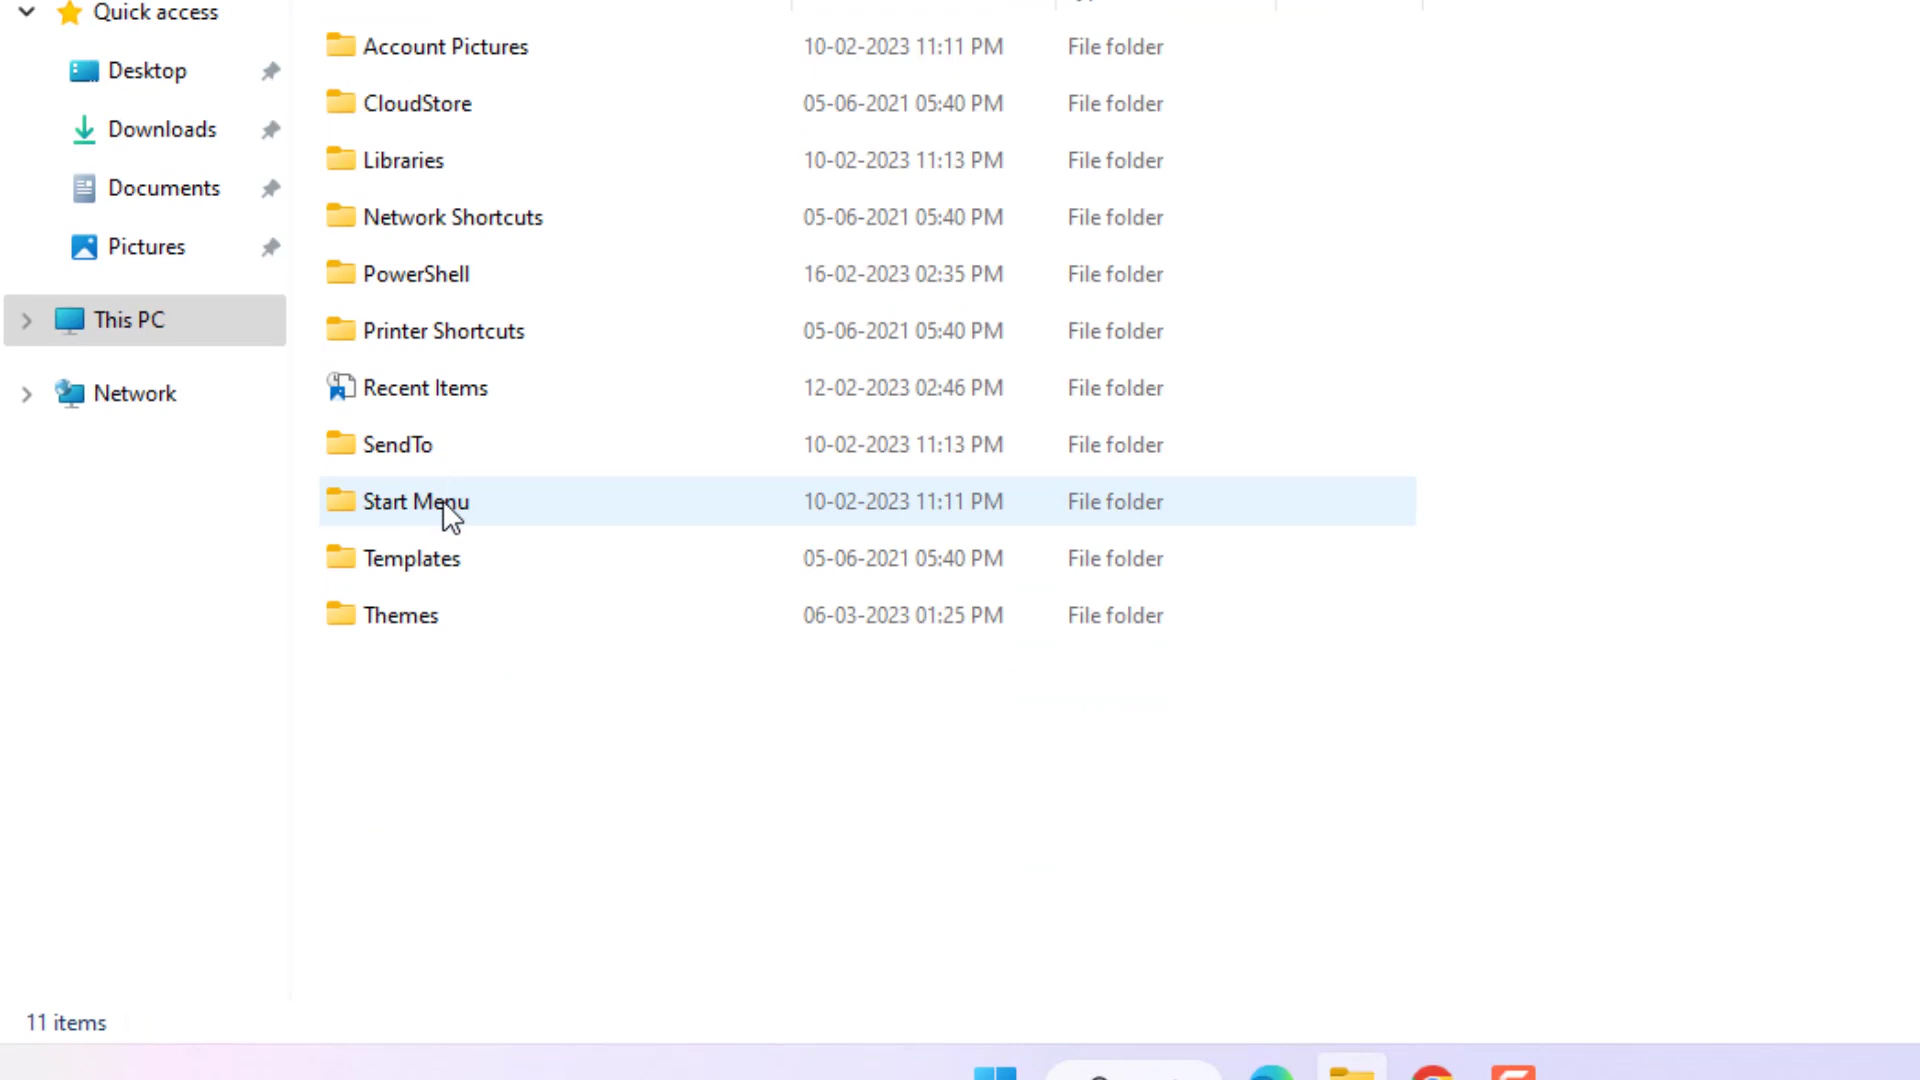 Quick access
Desktop
Downloads
Documents
Pictures
This PC
Network
Account Pictures 10-02-2023 11:11 PM File folder
CloudStore 05-06-2021 05:40 PM File folder
Libraries 10-02-2023 11:13 PM File folder
Network Shortcuts 05-06-2021 05:40 PM File folder
PowerShell 16-02-2023 02:35 PM File folder
Printer Shortcuts 05-06-2021 05:40 PM File folder
Recent Items 12-02-2023 02:46 PM File folder
SendTo 10-02-2023 11:13 PM File folder
Start Menu 10-02-2023 11:11 PM File folder
Templates 05-06-2021 05:40 PM File folder
Themes 06-03-2023 01:25 PM File folder
11 items